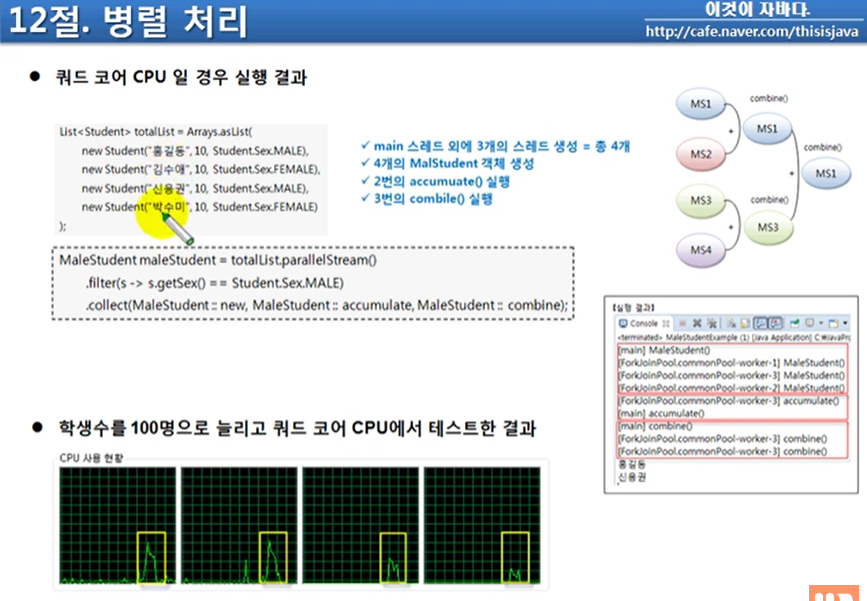 12절. 병렬 처리
이것이 자바다.
http://cafe.naver.com/thisisjava
● 쿼드 코어 CPU 일 경우 실행 결과
List<Student> totalList = Arrays.asList(
new Student("홍길동", 10, Student.Sex.MALE),
new Student("김수애", 10, Student.Sex.FEMALE),
new Student("신용권", 10, Student.Sex.MALE),
new Student("박수미", 10, Student.Sex.FEMALE)
);
✓ main 스레드 외에 3개의 스레드 생성 = 총 4개
✓ 4개의 MalStudent 객체 생성
✓ 2번의 accumuate() 실행
✓ 3번의 combile() 실행
MS1
MS2
MS3
MS4
+
+
combine()
MS1
combine()
MS3
+
combine()
MS1
MaleStudent maleStudent = totalList.parallelStream()
.filter(s -> s.getSex() == Student.Sex.MALE)
.collect(MaleStudent :: new, MaleStudent :: accumulate, MaleStudent :: combine);
[실행 결과]
Console
<terminated> MaleStudentExample (1) [Java Application] C:₩JavaPro
[main] MaleStudent()
[ForkJoinPool.commonPool-worker-1] MaleStudent()
[ForkJoinPool.commonPool-worker-3] MaleStudent()
[ForkJoinPool.commonPool-worker-2] MaleStudent()
[ForkJoinPool.commonPool-worker-3] accumulate()
[main] accumulate()
[main] combine()
[ForkJoinPool.commonPool-worker-3] combine()
[ForkJoinPool.commonPool-worker-3] combine()
홍길동
신용권
● 학생수를 100명으로 늘리고 쿼드 코어 CPU에서 테스트한 결과
CPU 사용 현황